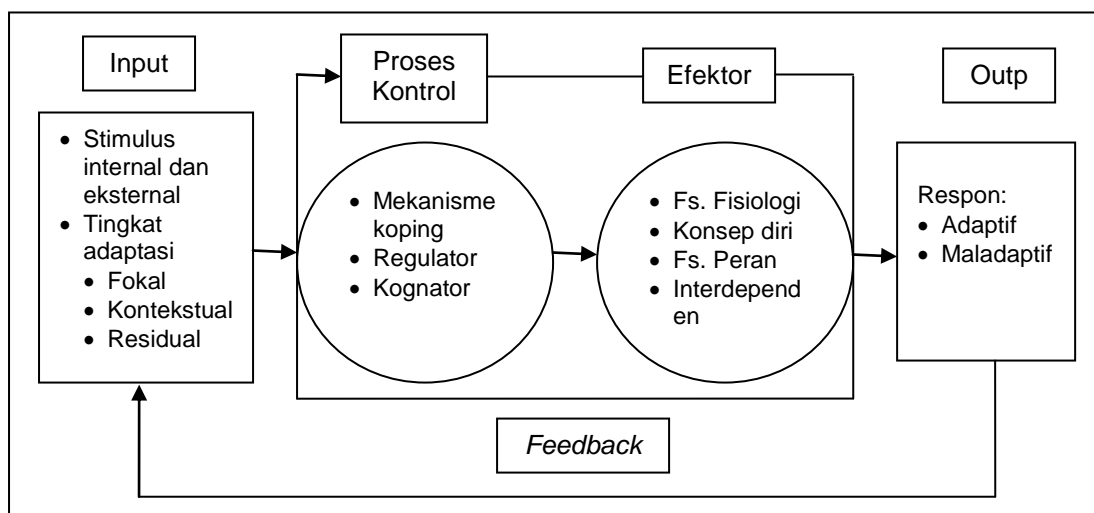 Input
Proses
Kontrol
Efektor
Outp
• Stimulus
internal dan
eksternal
• Tingkat
adaptasi
• Fokal
• Kontekstual
• Residual
• Mekanisme
koping
• Regulator
• Kognator
• Fs. Fisiologi
• Konsep diri
• Fs. Peran
• Interdepend
en
Respon:
• Adaptif
• Maladaptif
Feedback